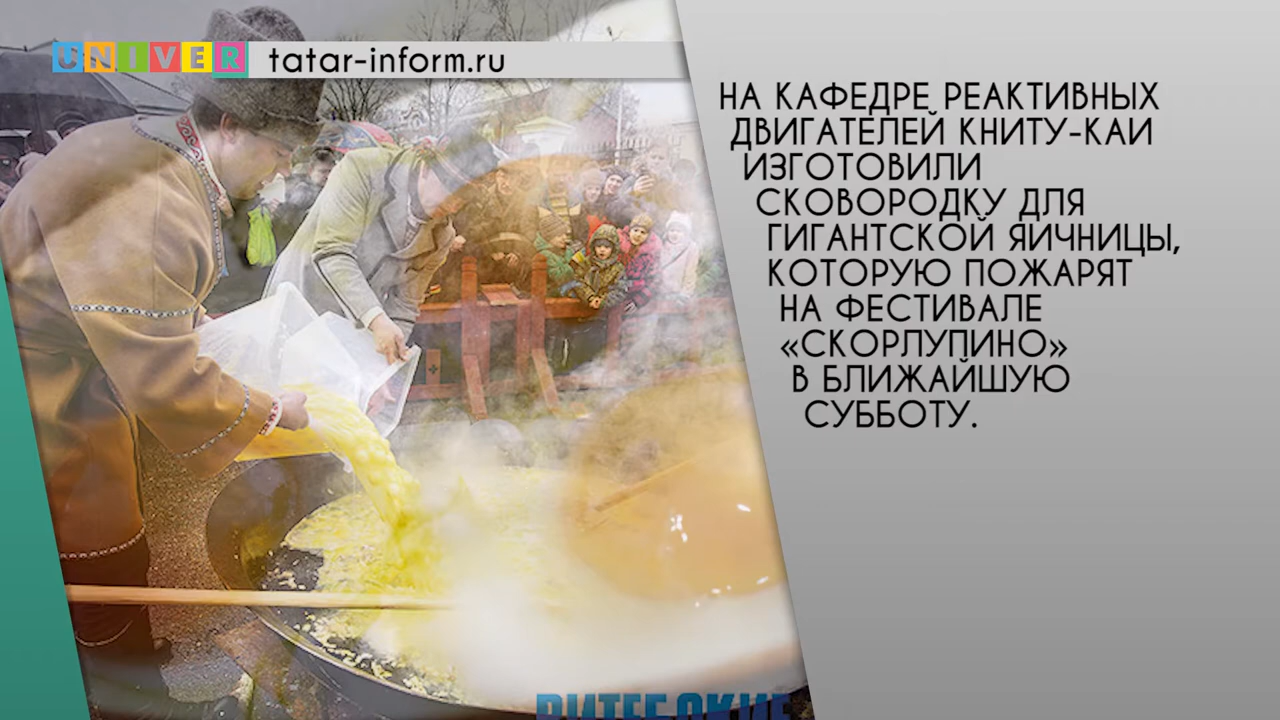 UNIVER tatar-inform.ru
НА КАФЕДРЕ РЕАКТИВНЫХ
ДВИГАТЕЛЕЙ КНИТУ-КАИ
ИЗГОТОВИЛИ
СКОВОРОДКУ ДЛЯ
ГИГАНТСКОЙ ЯИЧНИЦЫ,
КОТОРУЮ ПОЖАРЯТ
НА ФЕСТИВАЛЕ
«СКОРЛУПИНО»
В БЛИЖАЙШУЮ
СУББОТУ.
ВИТЕБСКИЕ